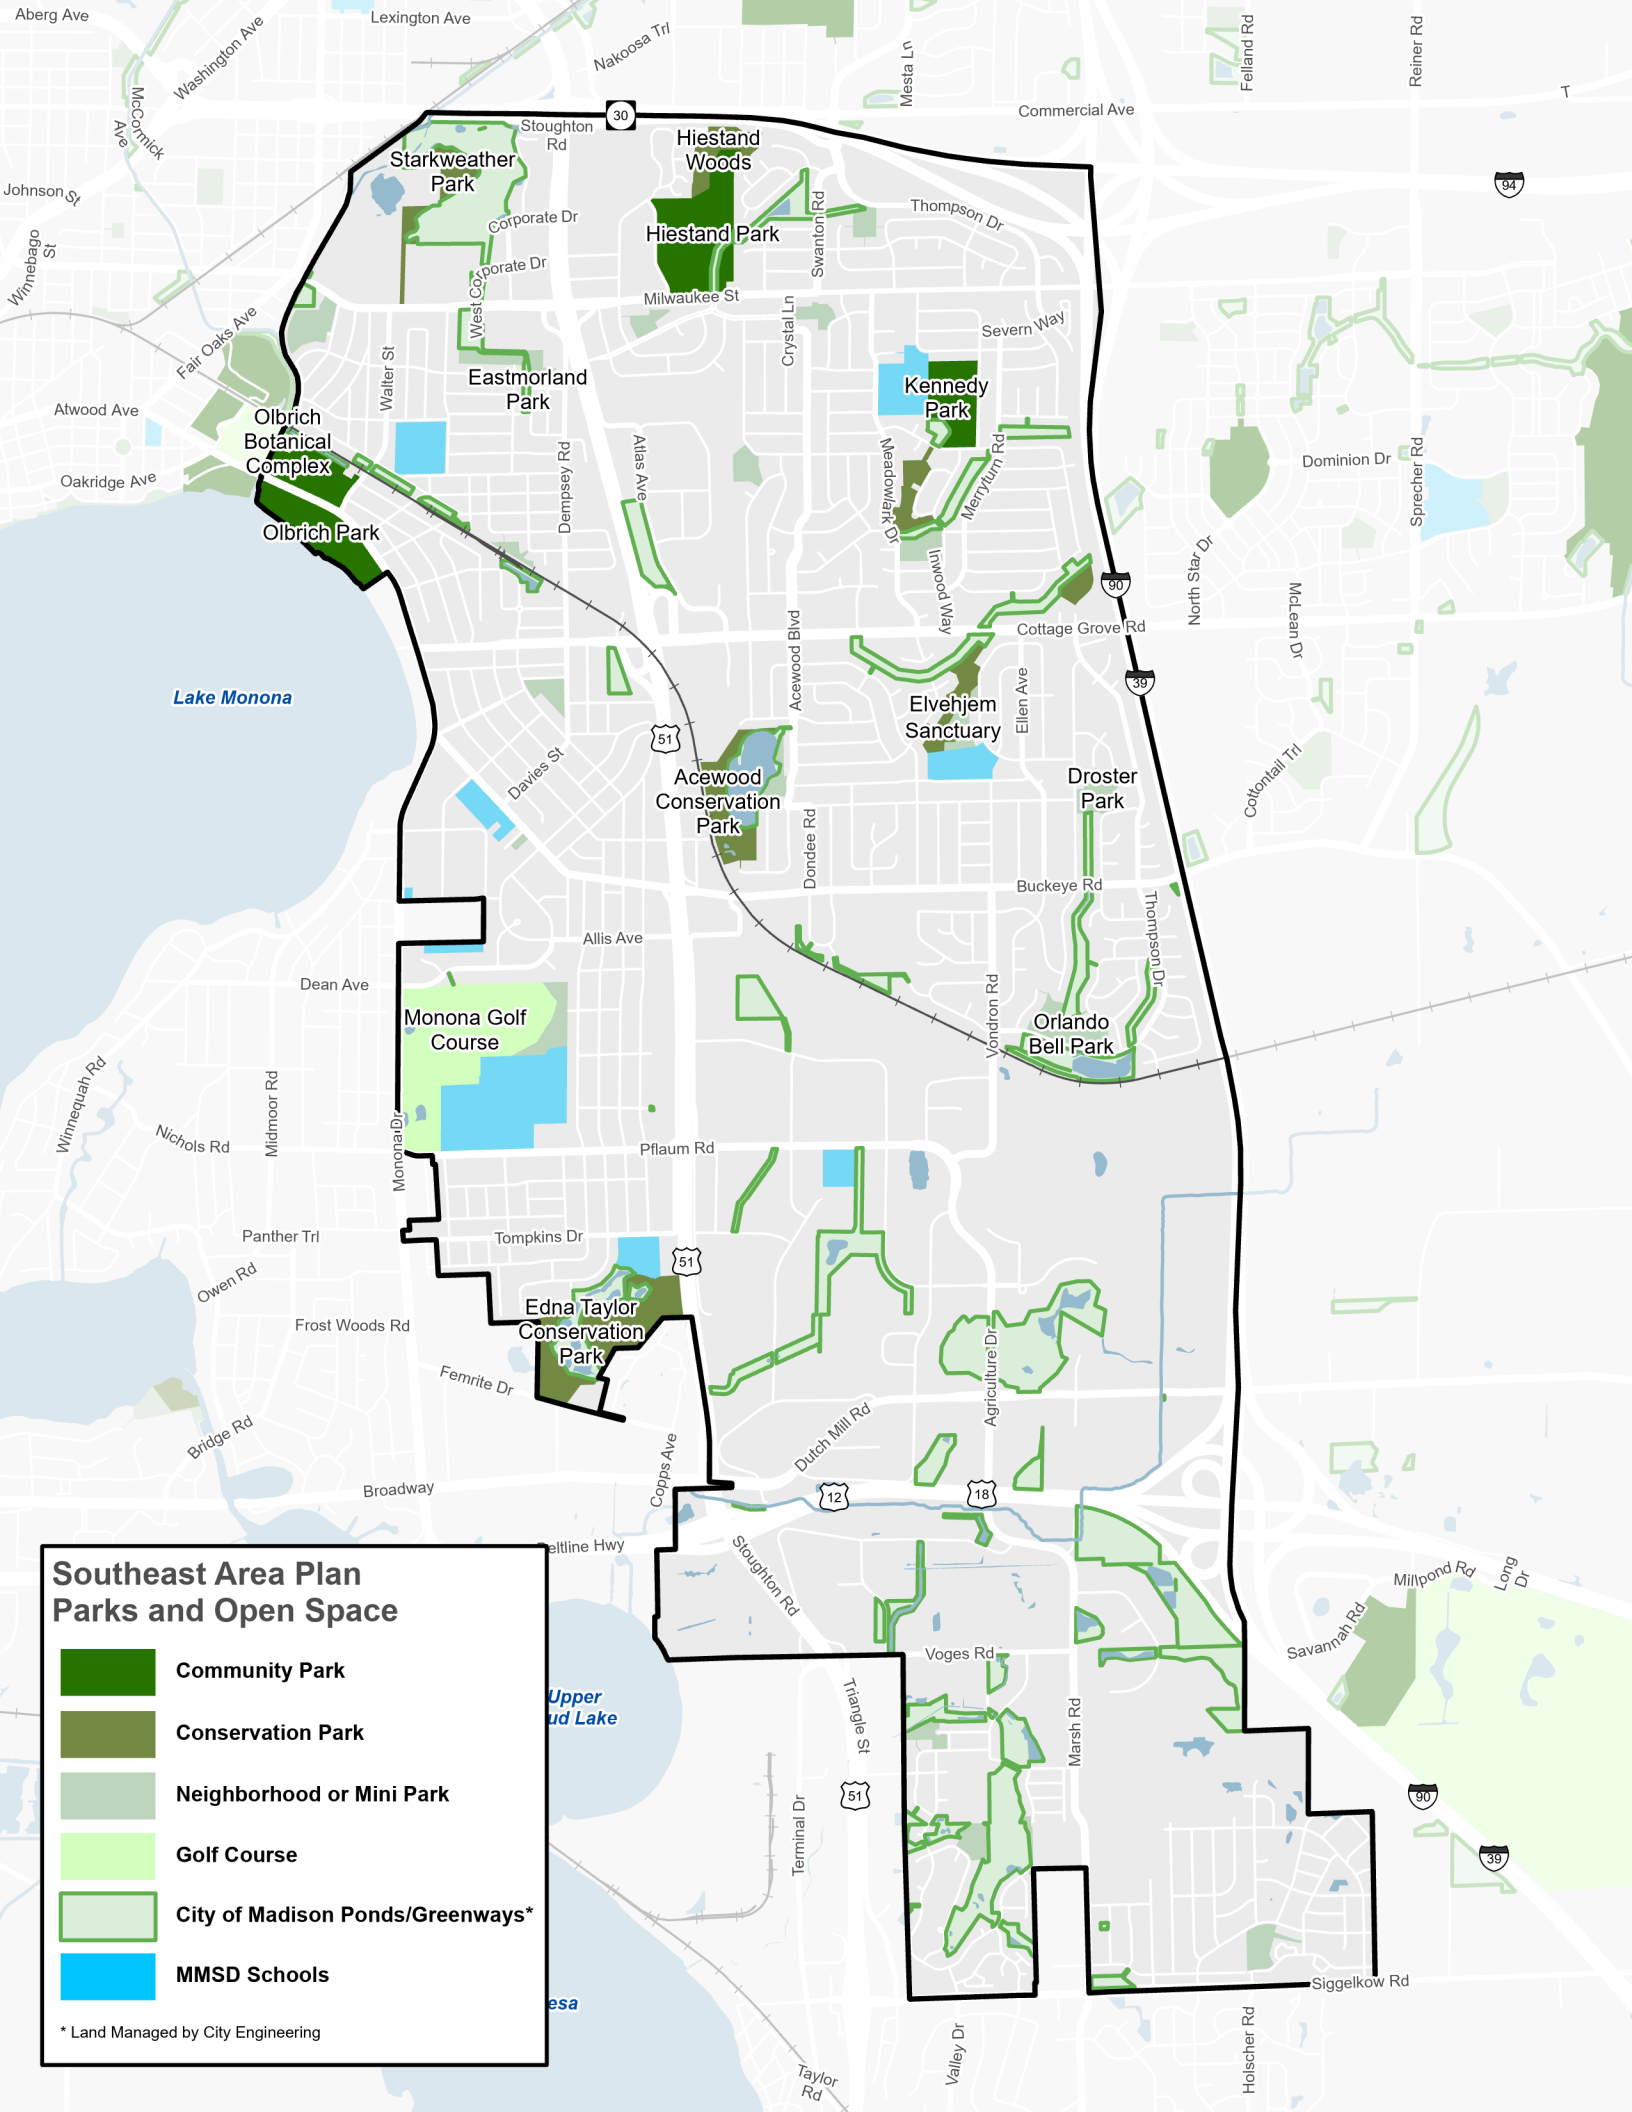 Aberg Ave
Lexington Ave
Washington Ave
Nakoosa Trl
Mesta Ln
Felland Rd
Reiner Rd
McCormick
Ave
Commercial Ave
T
30
Stoughton
Rd
Hiestand
Woods
Starkweather
Park
94
Johnson St
Thompson Dr
Swanton Rd
Corporate Dr
Hiestand Park
Winnebago
St
West Corporate Dr
Milwaukee St
Fair Oaks Ave
Crystal Ln
Severn Way
Walter St
Eastmorland
Park
Kennedy
Park
Atwood Ave
Olbrich
Botanical
Complex
Oakridge Ave
Dempsey Rd
Atlas Ave
Meadowlark Dr
Merryturn Rd
Dominion Dr
Sprecher Rd
Olbrich Park
North Star Dr
Inwood Way
90
McLean Dr
Cottage Grove Rd
Acewood Blvd
Ellen Ave
39
Lake Monona
Elvehjem
Sanctuary
51
Davies St
Acewood
Conservation
Park
Droster
Park
Cottontail Trl
Dondee Rd
Buckeye Rd
Thompson Dr
Allis Ave
Dean Ave
Vondron Rd
Monona Golf
Course
Orlando
Bell Park
Winnequah Rd
Midmoor Rd
Monona Dr
Nichols Rd
Pflaum Rd
Panther Trl
Tompkins Dr
51
Owen Rd
Edna Taylor
Conservation
Park
Frost Woods Rd
Agriculture Dr
Femrite Dr
Bridge Rd
Dutch Mill Rd
Copps Ave
Broadway
12
18
Beltline Hwy
Stoughton Rd
Millpond Rd
Long
Dr
Savannah Rd
Voges Rd
Triangle St
Marsh Rd
Upper
ud Lake
51
90
Terminal Dr
39
Siggelkow Rd
esa
Valley Dr
Holscher Rd
Taylor
Rd
Southeast Area Plan
Parks and Open Space
Community Park
Conservation Park
Neighborhood or Mini Park
Golf Course
City of Madison Ponds/Greenways*
MMSD Schools
* Land Managed by City Engineering